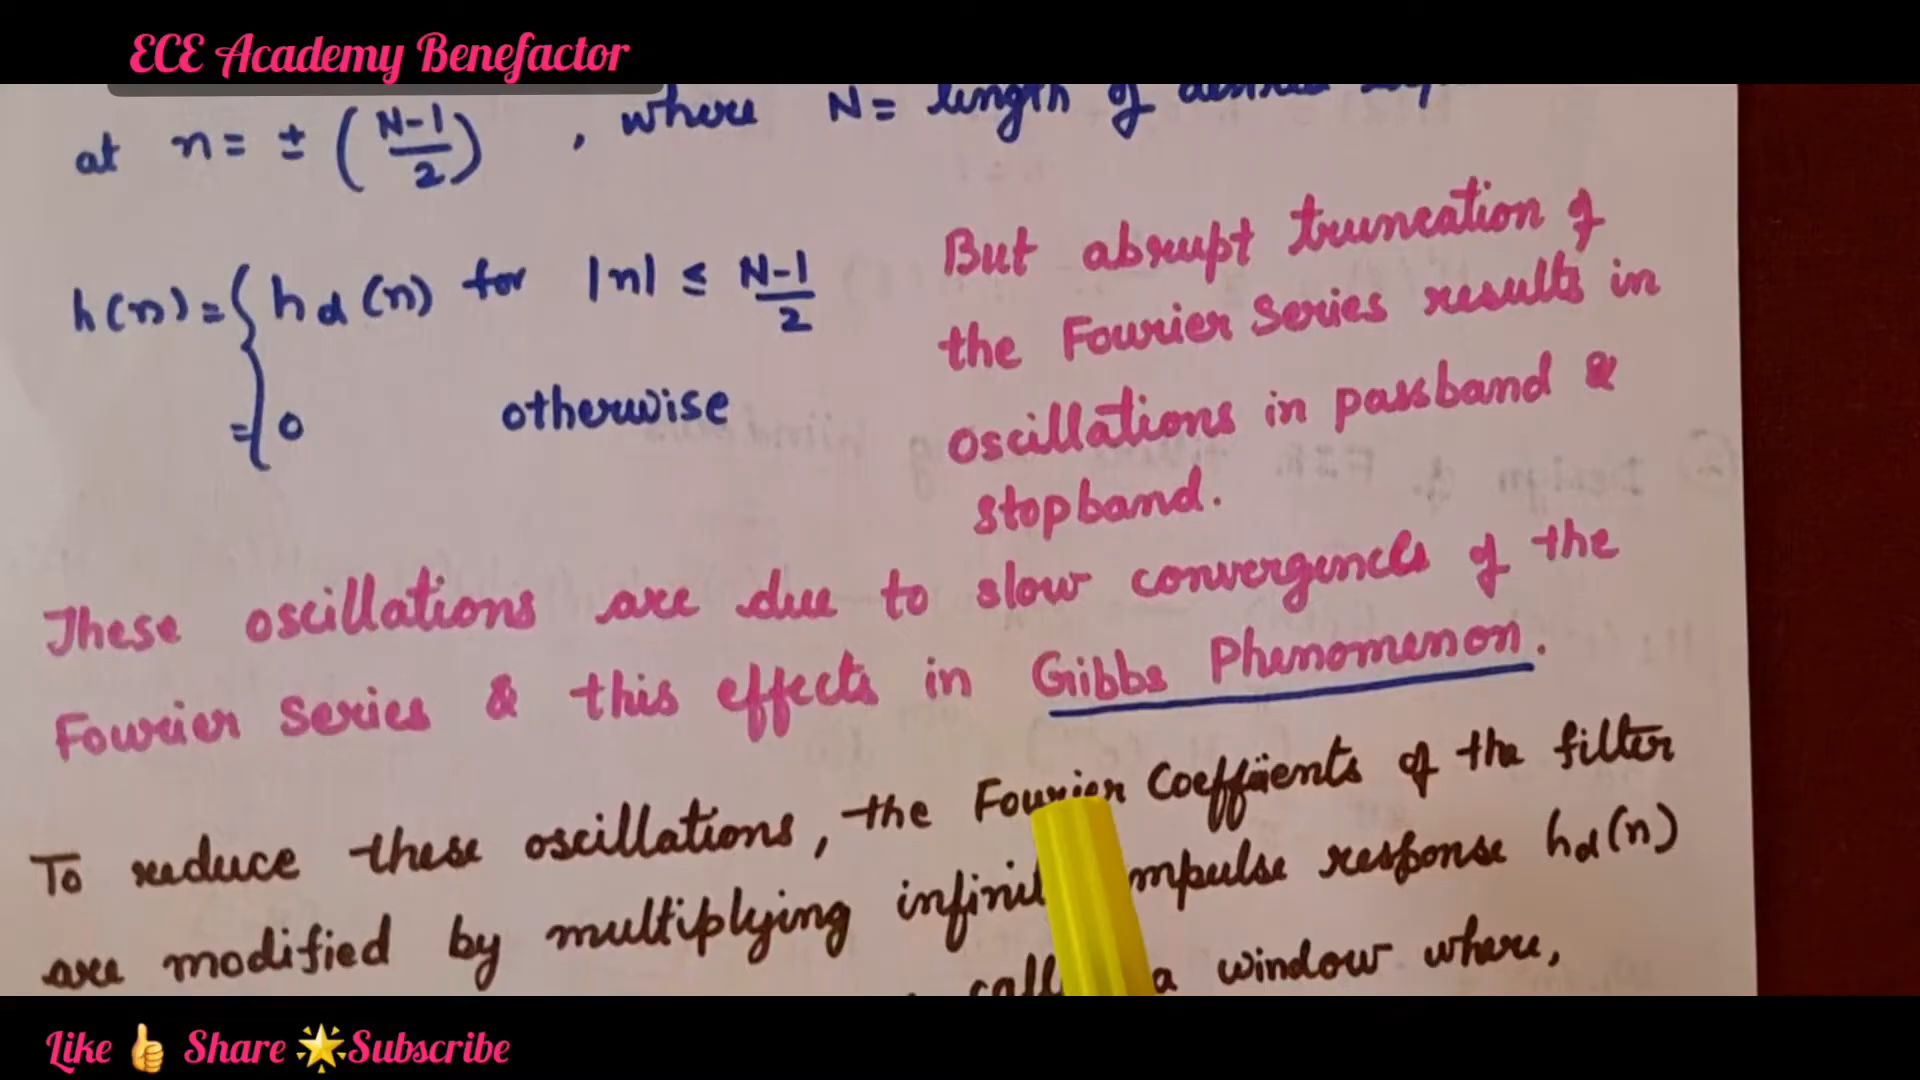 ECE Academy Benefactor
at n = ± (N-1/2), where N = length of
h(n) = { hd(n) for |n| ≤ N-1/2
= 0 otherwise
But abrupt truncation of
the Fourier Series results in
oscillations in passband &
stopband.
These oscillations are due to slow convergences of the
Fourier Series & this effects in Gibbs Phenomenon.
To reduce these oscillations, the Fourier Coefficients of the filter
are modified by multiplying impulse response hd(n)
a window where,
Like 👍 Share 🌟Subscribe